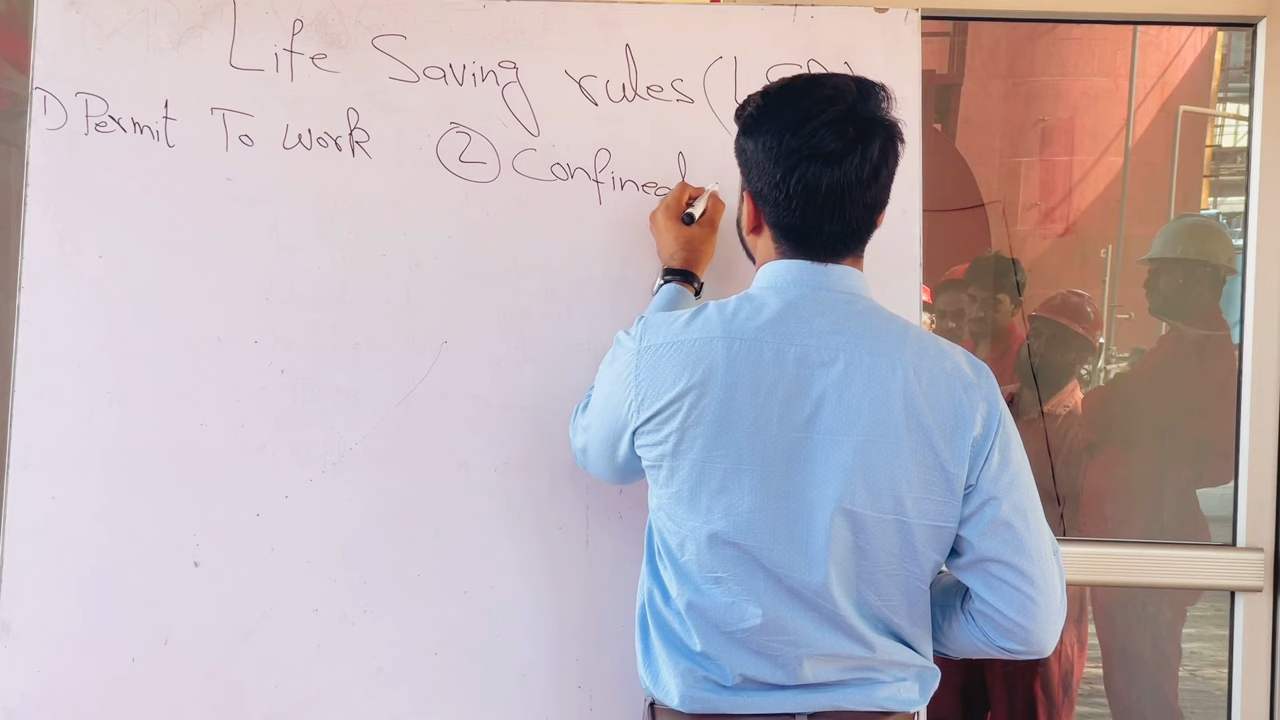 Life Saving rules (LSR)
1) Permit To work ② Confined